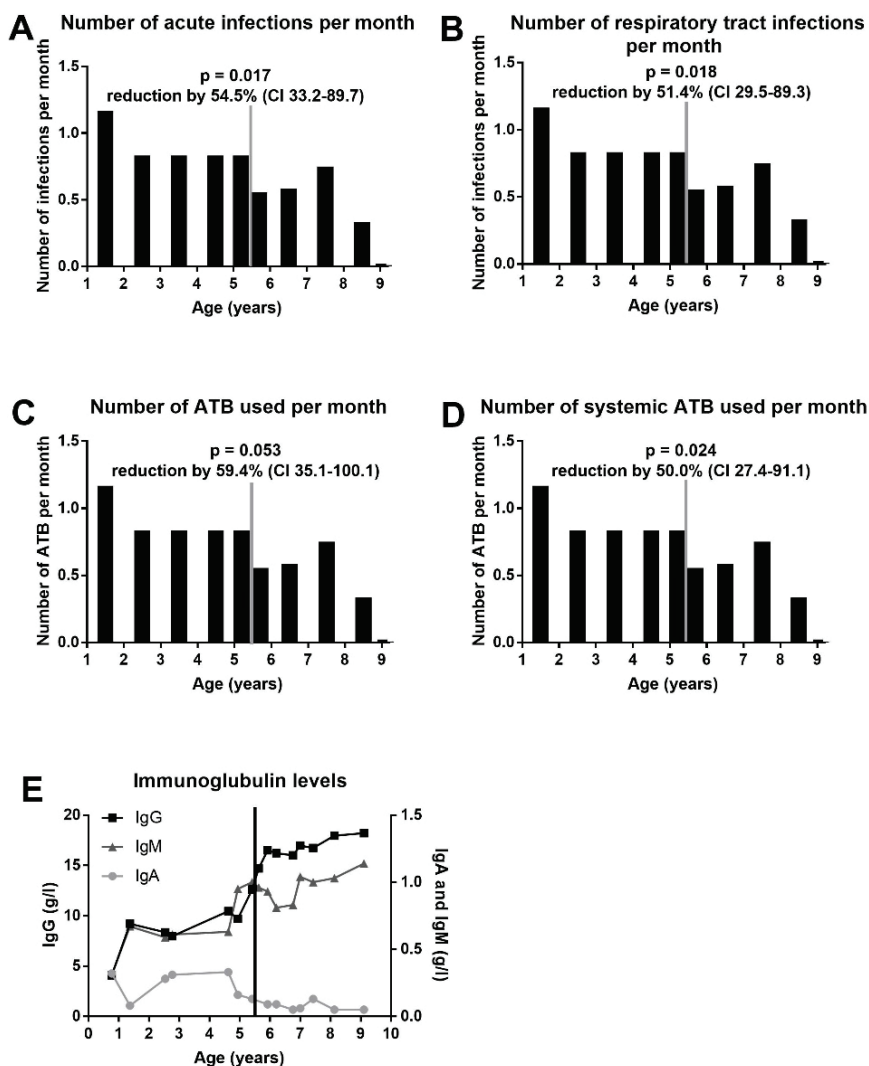 A
Number of acute infections per month
p = 0.017
reduction by 54.5% (CI 33.2-89.7)
Number of infections per month
1.5
1.0
0.5
0.0
1 2 3 4 5 6 7 8 9
Age (years)
B
Number of respiratory tract infections
per month
p = 0.018
reduction by 51.4% (CI 29.5-89.3)
Number of infections per month
1.5
1.0
0.5
0.0
1 2 3 4 5 6 7 8 9
Age (years)
C
Number of ATB used per month
p = 0.053
reduction by 59.4% (CI 35.1-100.1)
Number of ATB per month
1.5
1.0
0.5
0.0
1 2 3 4 5 6 7 8 9
Age (years)
D
Number of systemic ATB used per month
p = 0.024
reduction by 50.0% (CI 27.4-91.1)
Number of ATB per month
1.5
1.0
0.5
0.0
1 2 3 4 5 6 7 8 9
Age (years)
E
Immunoglubulin levels
IgG
IgM
IgA
IgG (g/l)
20
15
10
5
0
IgA and IgM (g/l)
1.5
1.0
0.5
0.0
0 1 2 3 4 5 6 7 8 9 10
Age (years)